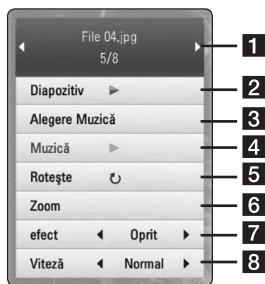 File 04.jpg
5/8
1
Diapozitiv
2
Alegere Muzică
3
Muzică
4
Roteşte
5
Zoom
6
efect Oprit
7
Viteză Normal
8